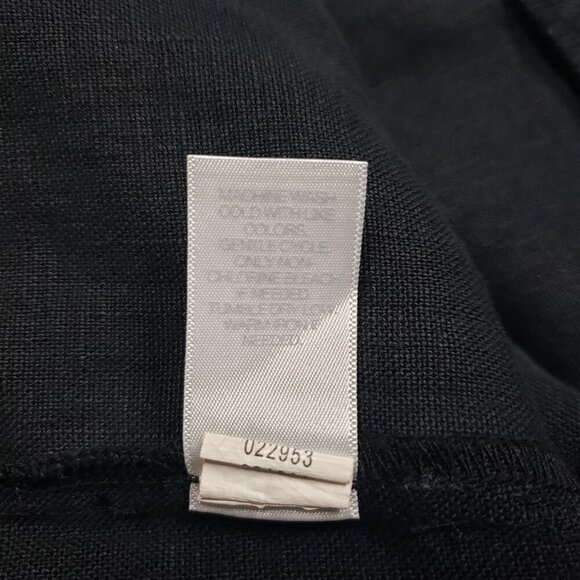 MACHINE WASH
COLD WITH LIKE
COLORS.
GENTLE CYCLE.
ONLY NON-
CHLORINE BLEACH
IF NEEDED.
TUMBLE DRY LOW.
WARM IRON IF
NEEDED.
022953